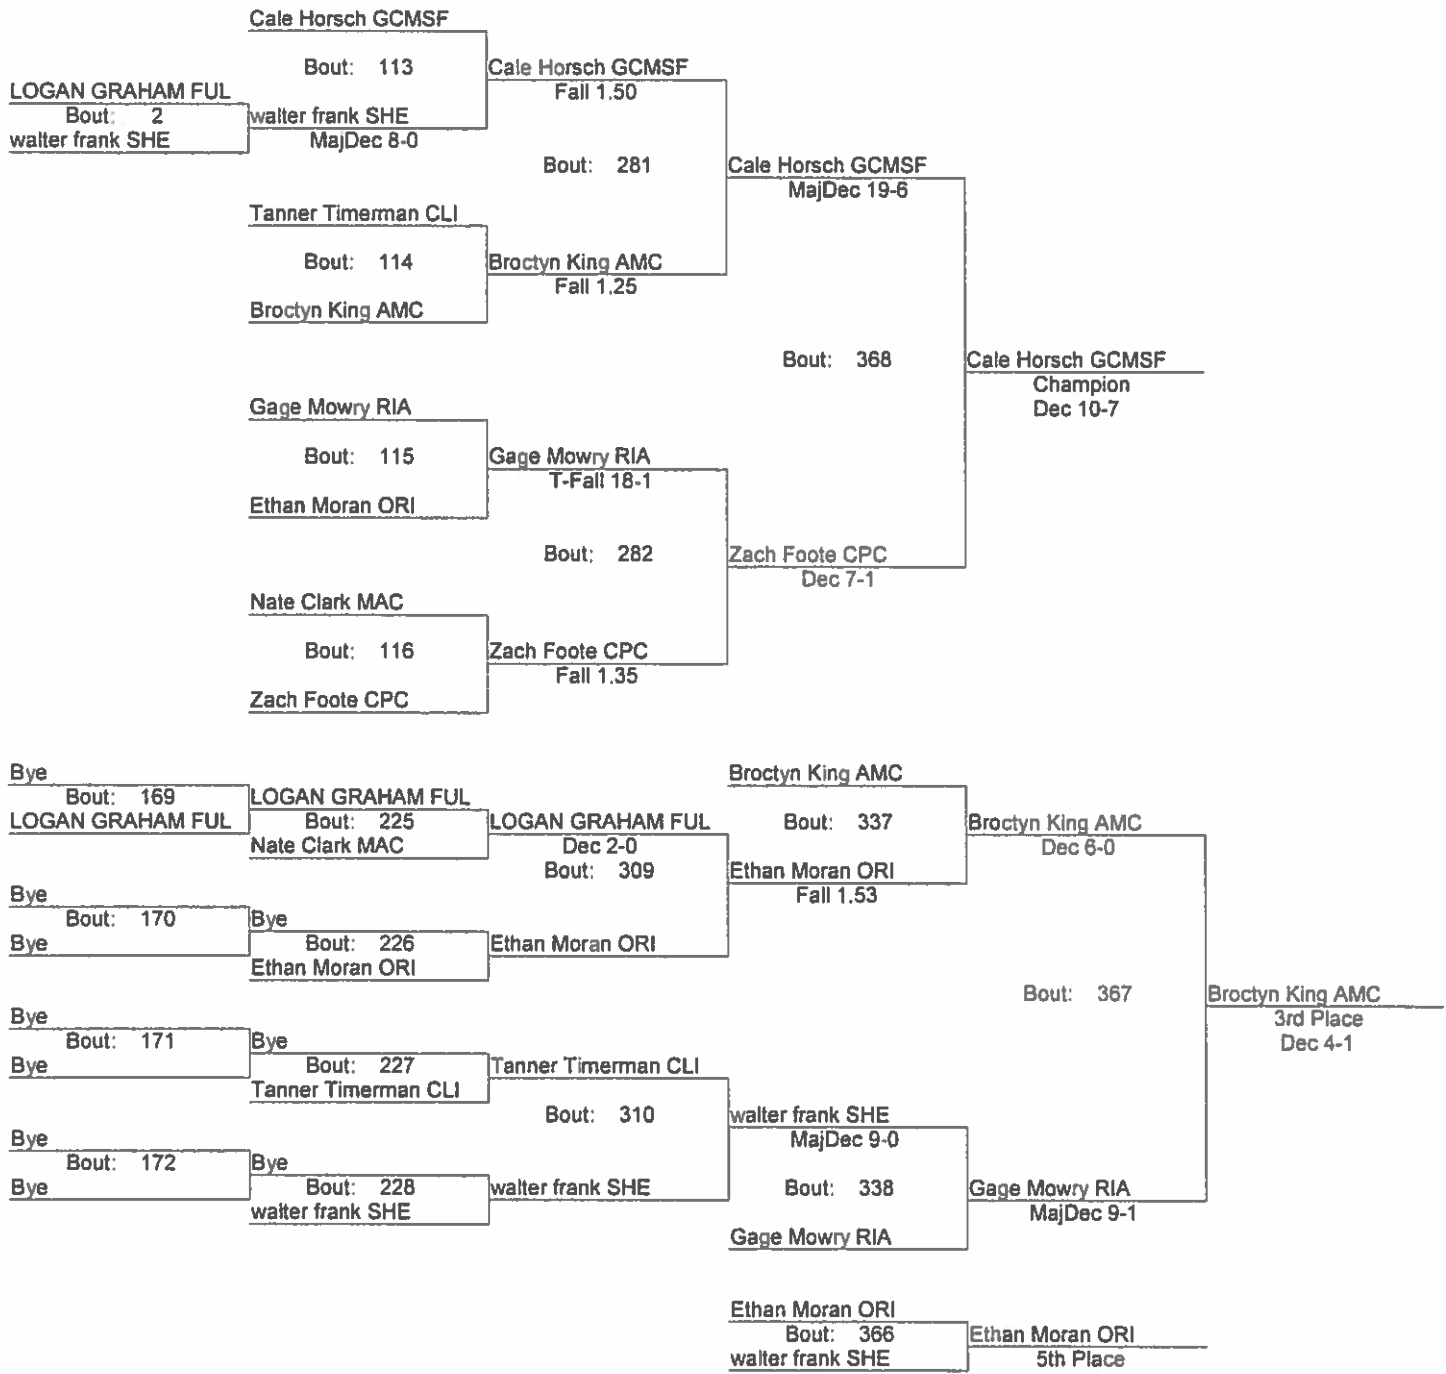 Cale Horsch GCMSF
Bout: 113
Cale Horsch GCMSF
Fall 1.50
LOGAN GRAHAM FUL
Bout: 2
walter frank SHE
walter frank SHE
MajDec 8-0
Bout: 281
Cale Horsch GCMSF
MajDec 19-6
Tanner Timerman CLI
Bout: 114
Broctyn King AMC
Fall 1.25
Broctyn King AMC
Bout: 368
Cale Horsch GCMSF
Champion
Dec 10-7
Gage Mowry RIA
Bout: 115
Gage Mowry RIA
T-Fall 18-1
Ethan Moran ORI
Bout: 282
Zach Foote CPC
Dec 7-1
Nate Clark MAC
Bout: 116
Zach Foote CPC
Fall 1.35
Zach Foote CPC
Bye
Bout: 169
LOGAN GRAHAM FUL
LOGAN GRAHAM FUL
Bout: 225
Nate Clark MAC
LOGAN GRAHAM FUL
Dec 2-0
Bout: 309
Broctyn King AMC
Bout: 337
Ethan Moran ORI
Fall 1.53
Broctyn King AMC
Dec 6-0
Bye
Bout: 170
Bye
Bye
Bout: 226
Ethan Moran ORI
Ethan Moran ORI
Bout: 367
Broctyn King AMC
3rd Place
Dec 4-1
Bye
Bout: 171
Bye
Bye
Bout: 227
Tanner Timerman CLI
Tanner Timerman CLI
Bout: 310
walter frank SHE
MajDec 9-0
Bye
Bout: 172
Bye
Bye
Bout: 228
walter frank SHE
walter frank SHE
Bout: 338
Gage Mowry RIA
Gage Mowry RIA
MajDec 9-1
Ethan Moran ORI
Bout: 366
walter frank SHE
Ethan Moran ORI
5th Place